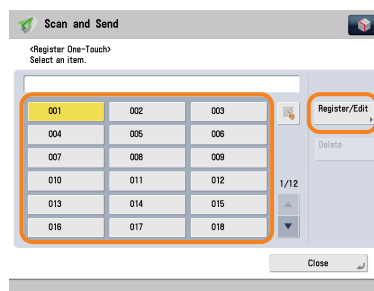 Scan and Send
<Register One-Touch>
Select an item.
001 002 003 Register/Edit
004 005 006 Delete
007 008 009
010 011 012 1/12
013 014 015
016 017 018
Close